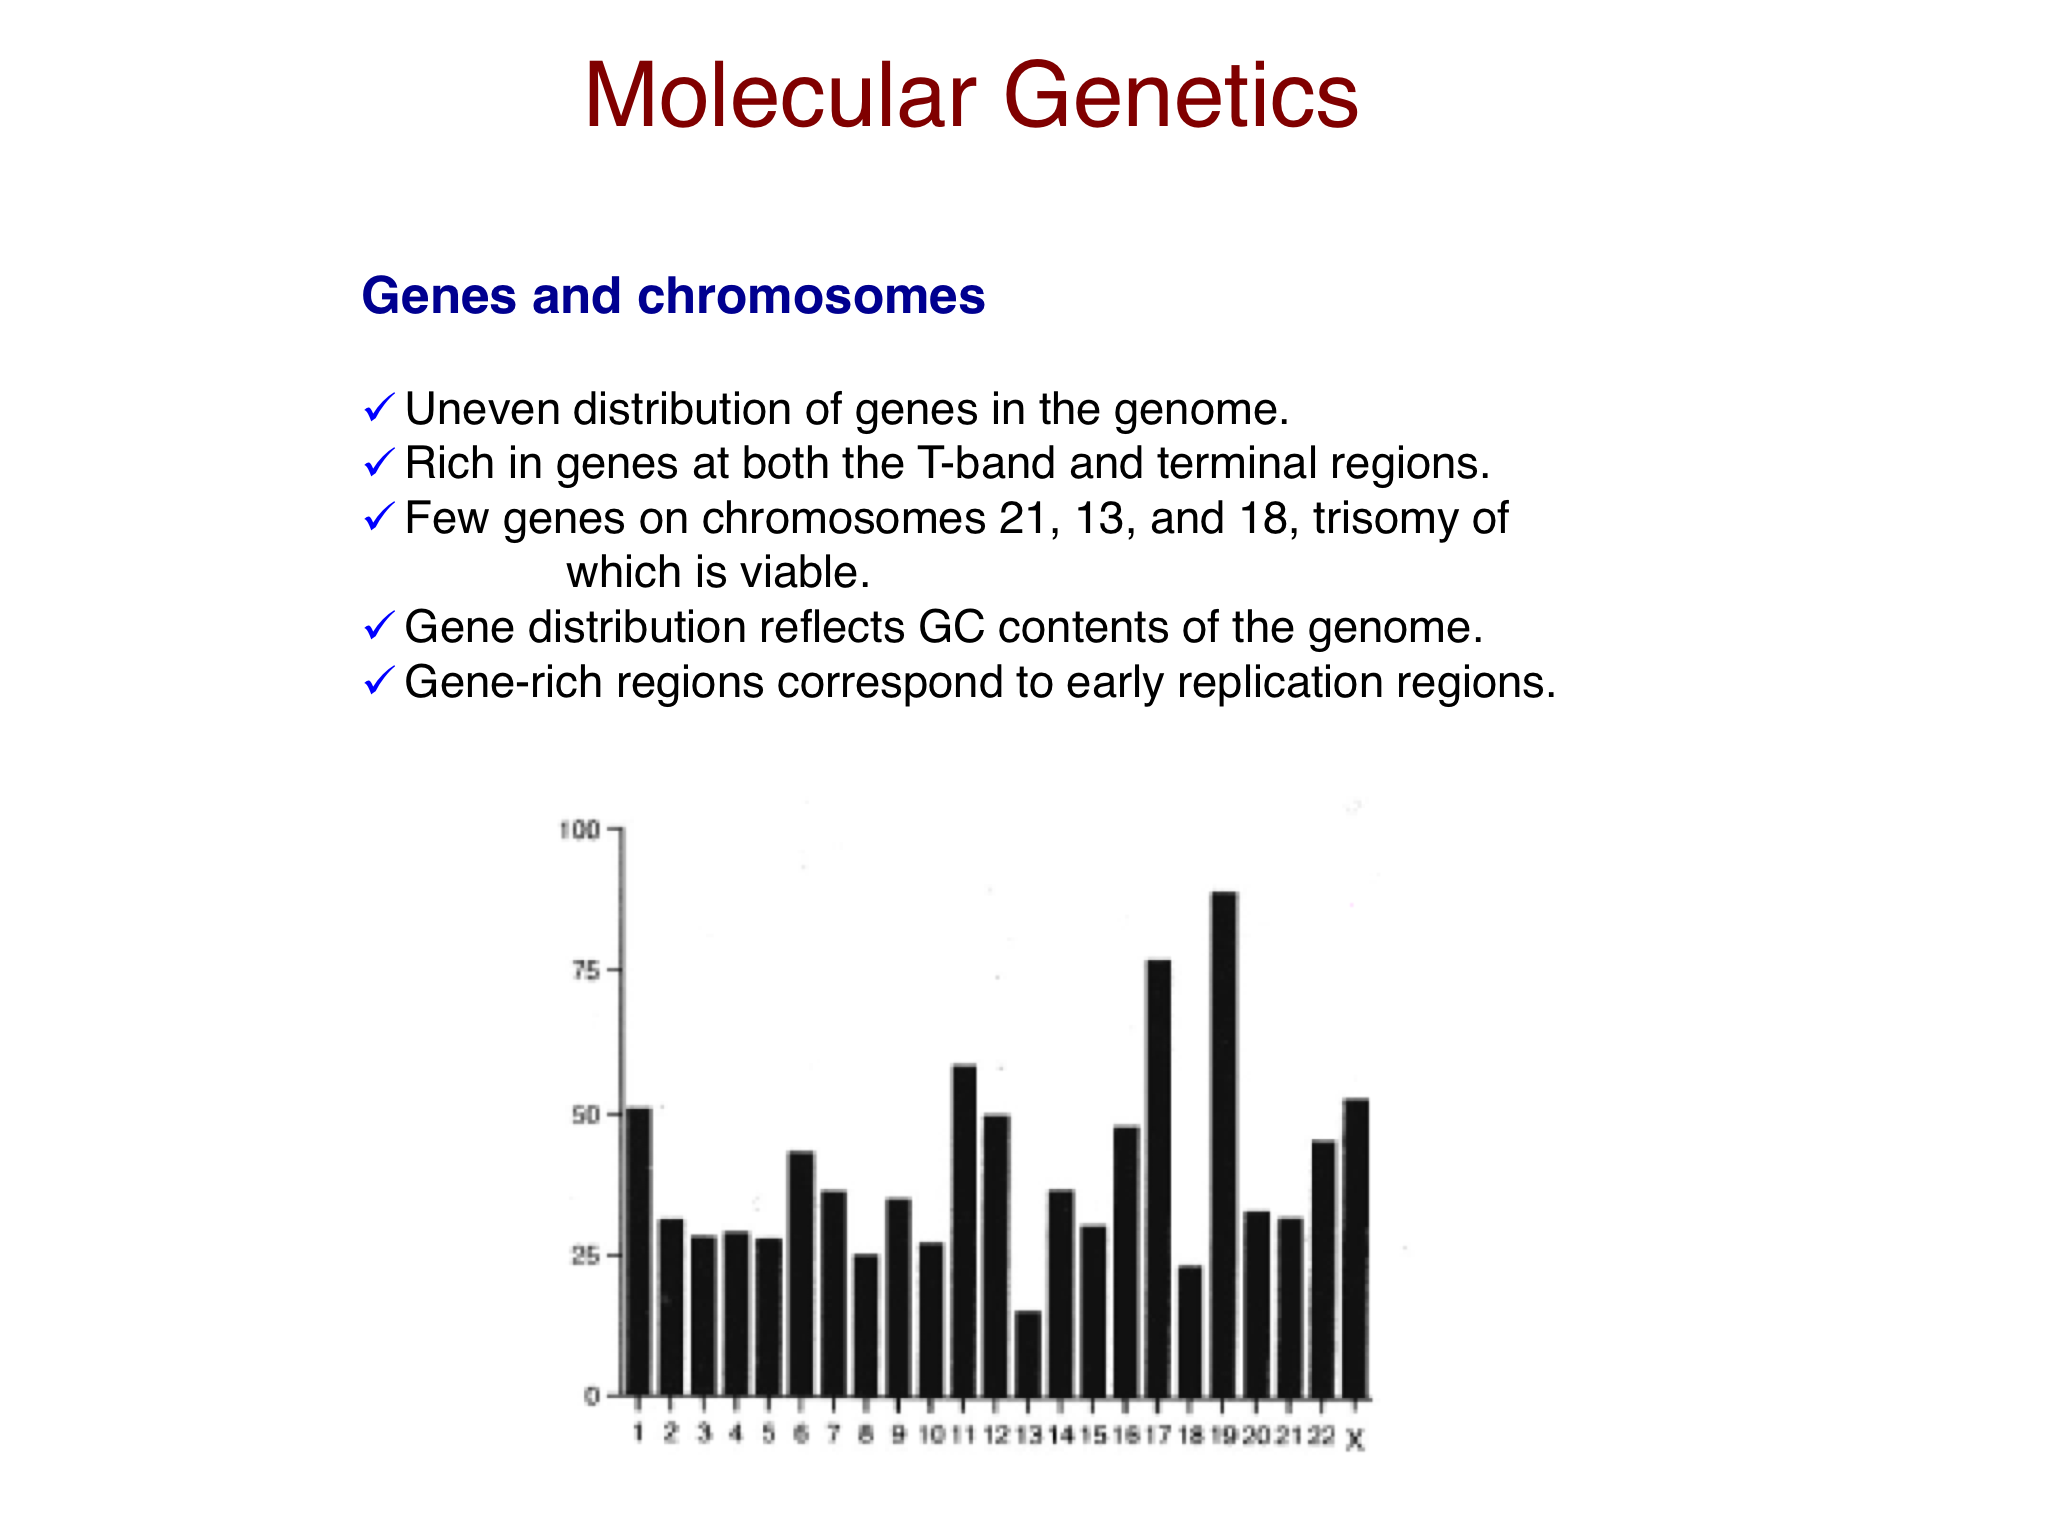 Molecular Genetics
Genes and chromosomes
✓ Uneven distribution of genes in the genome.
✓ Rich in genes at both the T-band and terminal regions.
✓ Few genes on chromosomes 21, 13, and 18, trisomy of
which is viable.
✓ Gene distribution reflects GC contents of the genome.
✓ Gene-rich regions correspond to early replication regions.
100
75
50
25
0
1 2 3 4 5 6 7 8 9 10 11 12 13 14 15 16 17 18 19 20 21 22 X